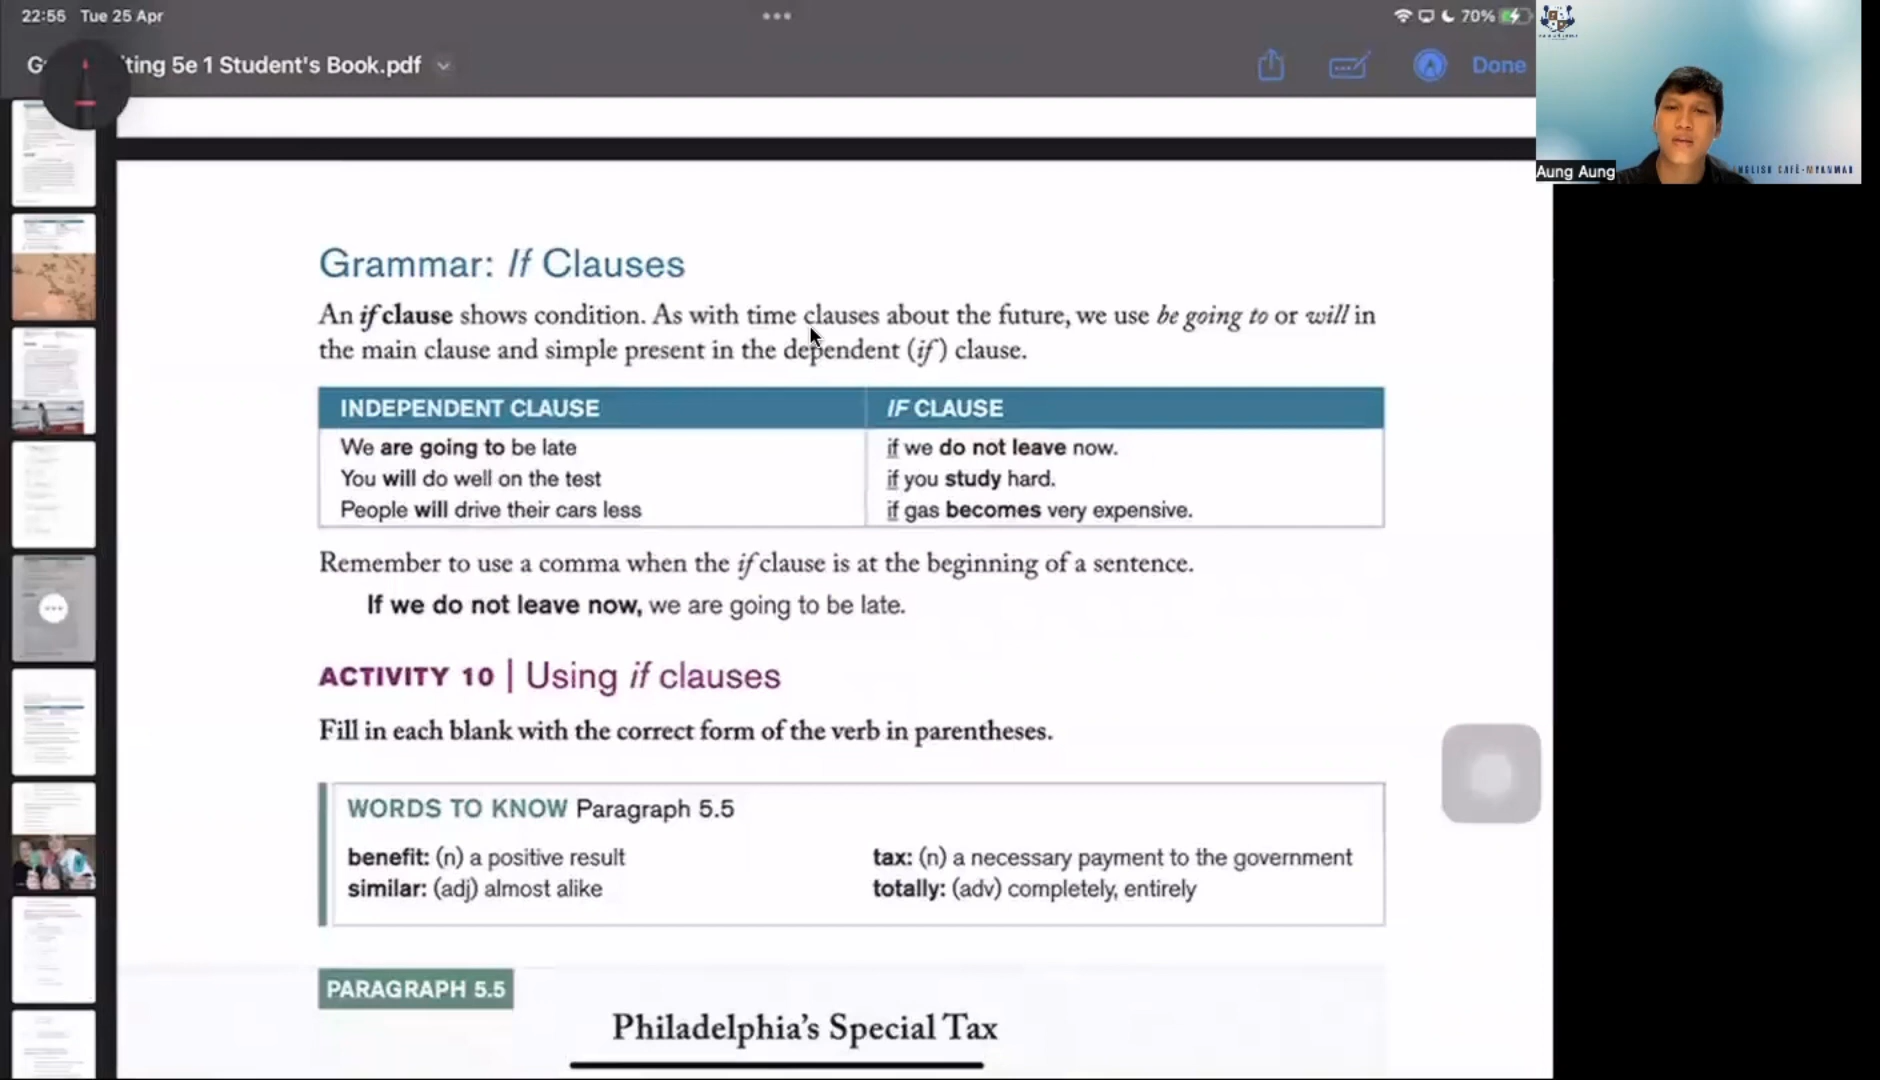 22:56 Tue 25 Apr
70%
ting 5e 1 Student's Book.pdf
Done
Aung Aung
Grammar: If Clauses
An if clause shows condition. As with time clauses about the future, we use be going to or will in
the main clause and simple present in the dependent (if) clause.
INDEPENDENT CLAUSE IF CLAUSE
We are going to be late if we do not leave now.
You will do well on the test if you study hard.
People will drive their cars less if gas becomes very expensive.
Remember to use a comma when the if clause is at the beginning of a sentence.
If we do not leave now, we are going to be late.
ACTIVITY 10 | Using if clauses
Fill in each blank with the correct form of the verb in parentheses.
WORDS TO KNOW Paragraph 5.5
benefit: (n) a positive result tax: (n) a necessary payment to the government
similar: (adj) almost alike totally: (adv) completely, entirely
PARAGRAPH 5.5
Philadelphia's Special Tax